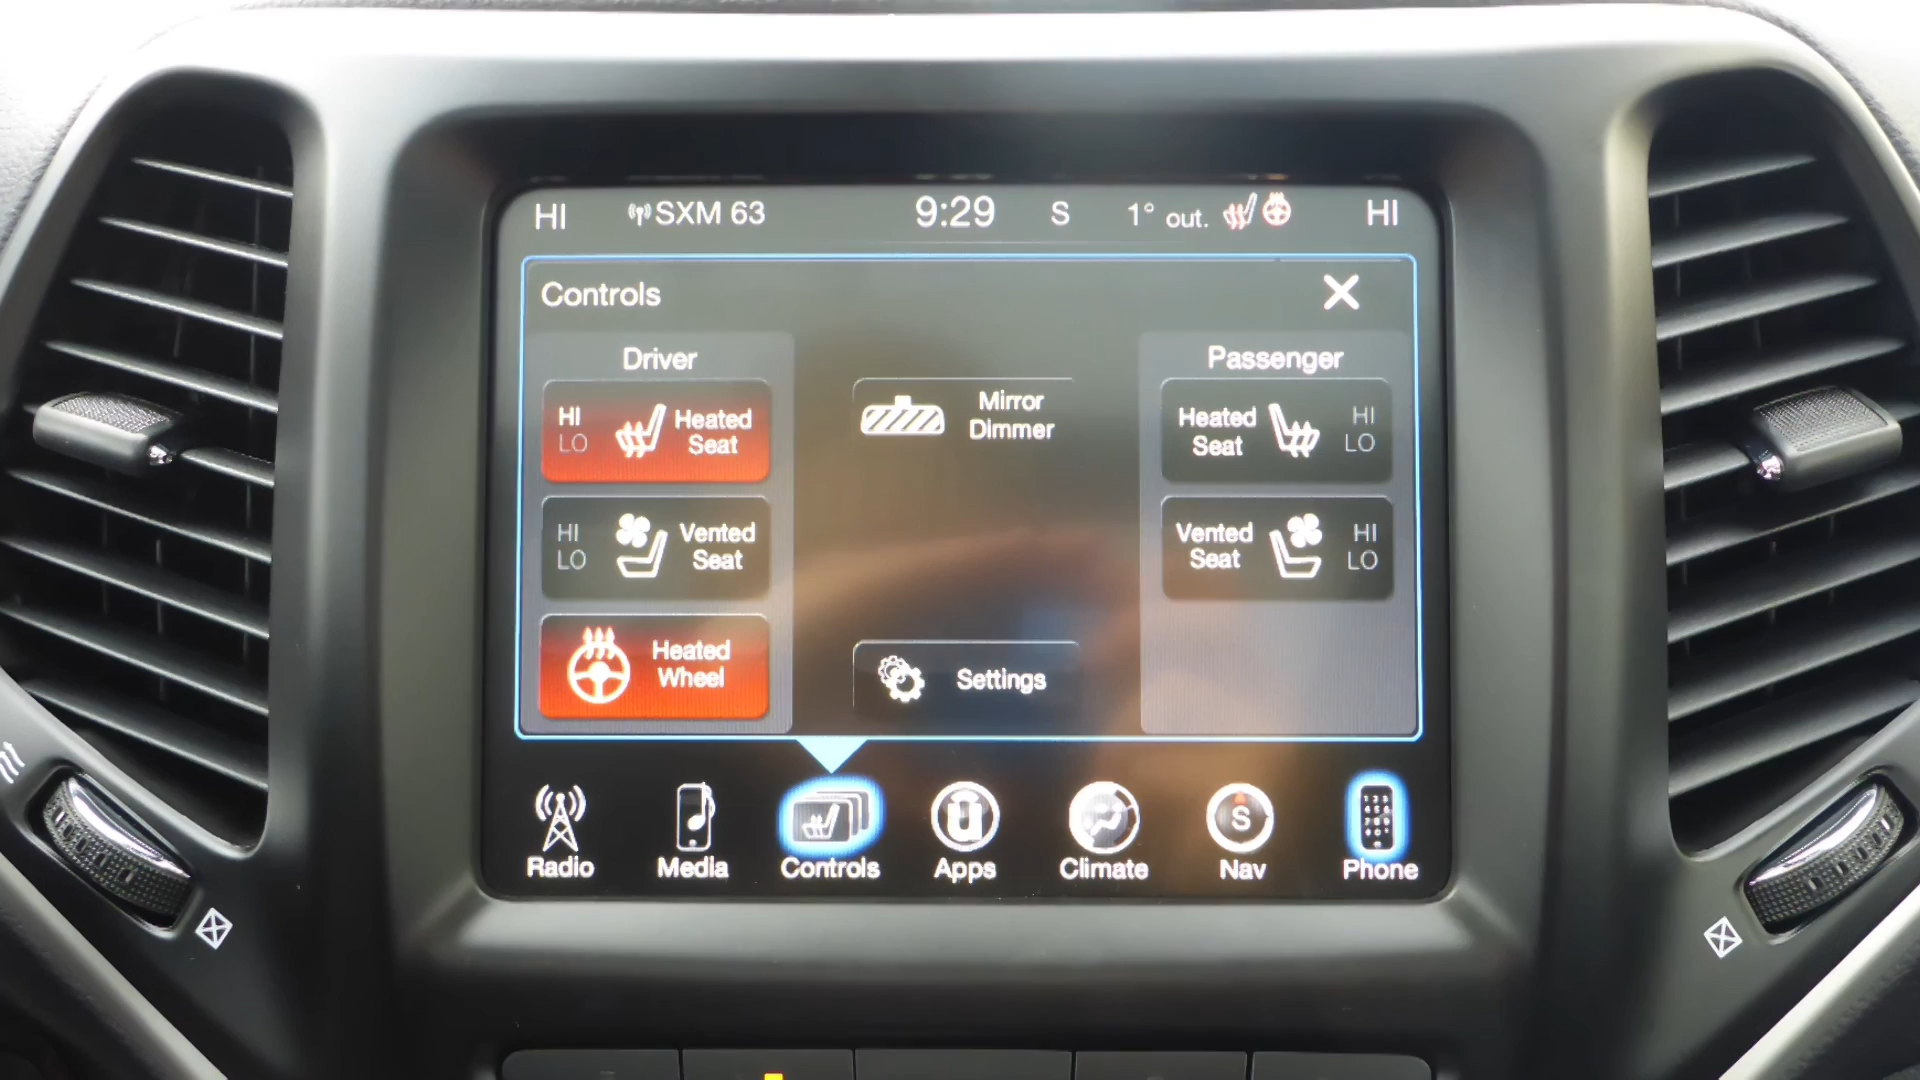 HI SXM 63 9:29 S 1° out. HI
Controls
Driver
HI
LO
Heated
Seat
HI
LO
Vented
Seat
Heated
Wheel
Mirror
Dimmer
Settings
Passenger
Heated
Seat
HI
LO
Vented
Seat
HI
LO
Radio Media Controls Apps Climate S Nav Phone